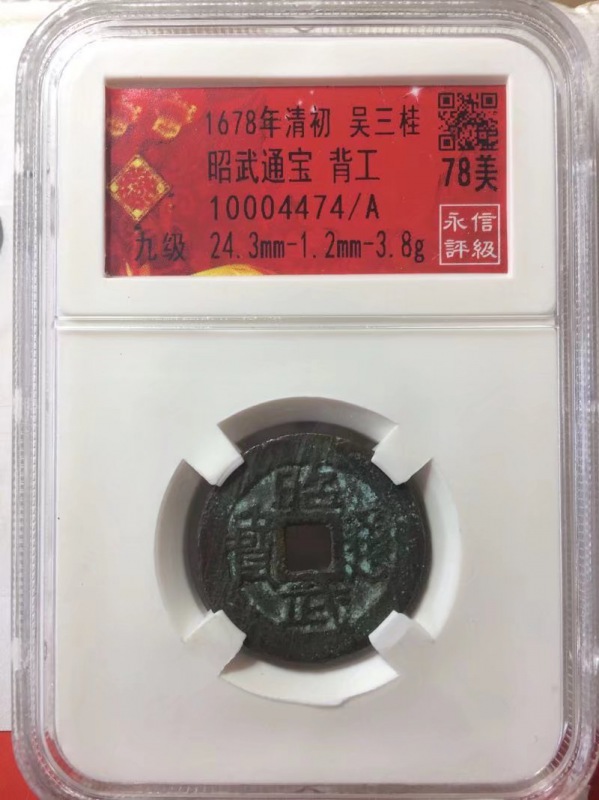 1678年清初 吴三桂
昭武通宝 背工
10004474/A
九级 24.3mm-1.2mm-3.8g
78美
永信
評級
昭武通寳